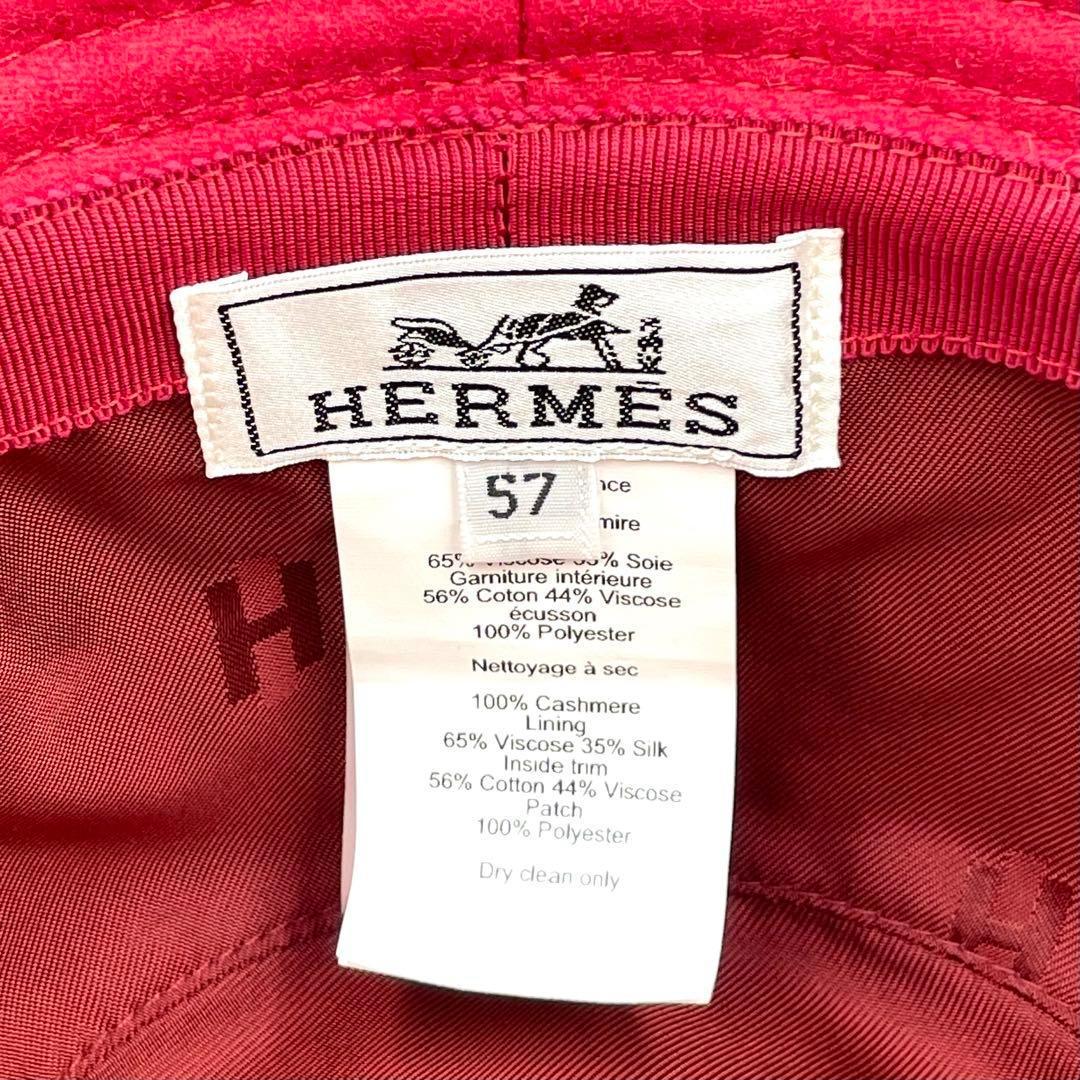 HERMÈS
57
65% % Soie
Garniture intérieure
56% Coton 44% Viscose
écusson
100% Polyester
Nettoyage à sec
100% Cashmere
Lining
65% Viscose 35% Silk
Inside trim
56% Cotton 44% Viscose
Patch
100% Polyester
Dry clean only
H
H